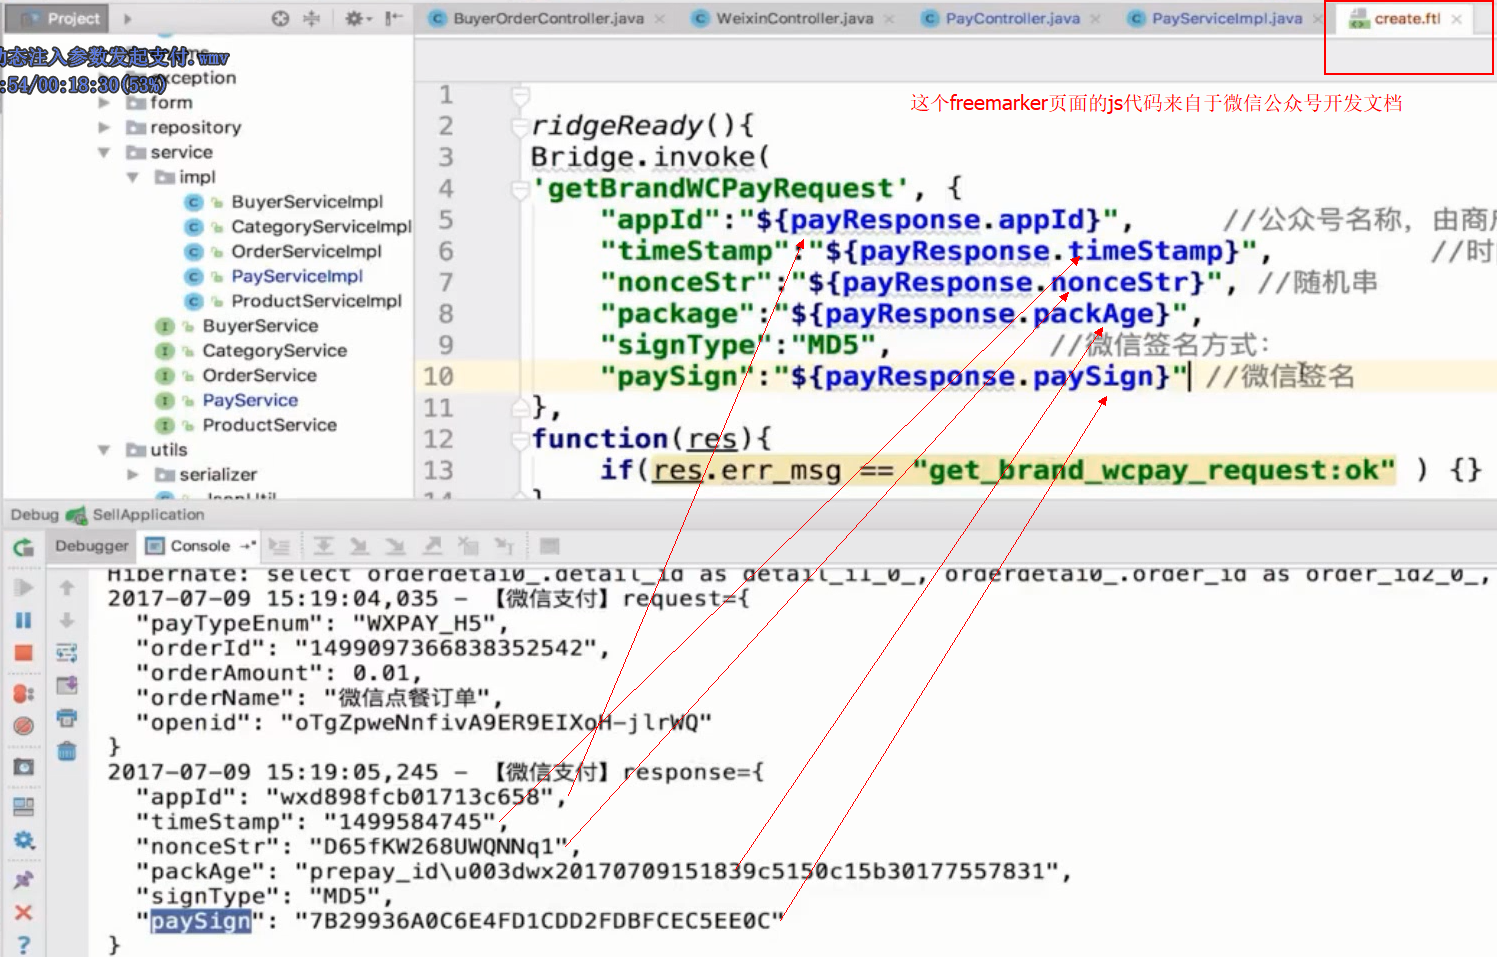 Project
BuyerOrderController.java
WeixinController.java
PayController.java
PayServiceImpl.java
create.ftl
态注入参数发起支付.wmv
:54/00:18:30(53%)
exception
form
repository
service
impl
BuyerServiceImpl
CategoryServiceImpl
OrderServiceImpl
PayServiceImpl
ProductServiceImpl
BuyerService
CategoryService
OrderService
PayService
ProductService
utils
serializer
JsonUtil
这个freemarker页面的js代码来自于微信公众号开发文档
1
2 ridgeReady(){
3 Bridge.invoke(
4 'getBrandWCPayRequest', {
5 "appId":"${payResponse.appId}", //公众号名称，由商
6 "timeStamp":"${payResponse.timeStamp}", //时
7 "nonceStr":"${payResponse.nonceStr}", //随机串
8 "package":"${payResponse.packAge}",
9 "signType":"MD5", //微信签名方式：
10 "paySign":"${payResponse.paySign}" //微信签名
11 },
12 function(res){
13 if(res.err_msg == "get_brand_wcpay_request:ok" ) {}
14 }
Debug SellApplication
Debugger Console
Hibernate: select orderdetai0_.detail_id as detail_i1_0_, orderdetai0_.order_id as order_id2_0_,
2017-07-09 15:19:04,035 - 【微信支付】request={
"payTypeEnum": "WXPAY_H5",
"orderId": "1499097366838352542",
"orderAmount": 0.01,
"orderName": "微信点餐订单",
"openid": "oTgZpweNnfivA9ER9EIXoH-jlrWQ"
}
2017-07-09 15:19:05,245 - 【微信支付】response={
"appId": "wxd898fcb01713c658",
"timeStamp": "1499584745",
"nonceStr": "D65fKW268UWQNNq1",
"packAge": "prepay_id\u003dwx20170709151839c5150c15b30177557831",
"signType": "MD5",
"paySign": "7B29936A0C6E4FD1CDD2FDBFCEC5EE0C"
}